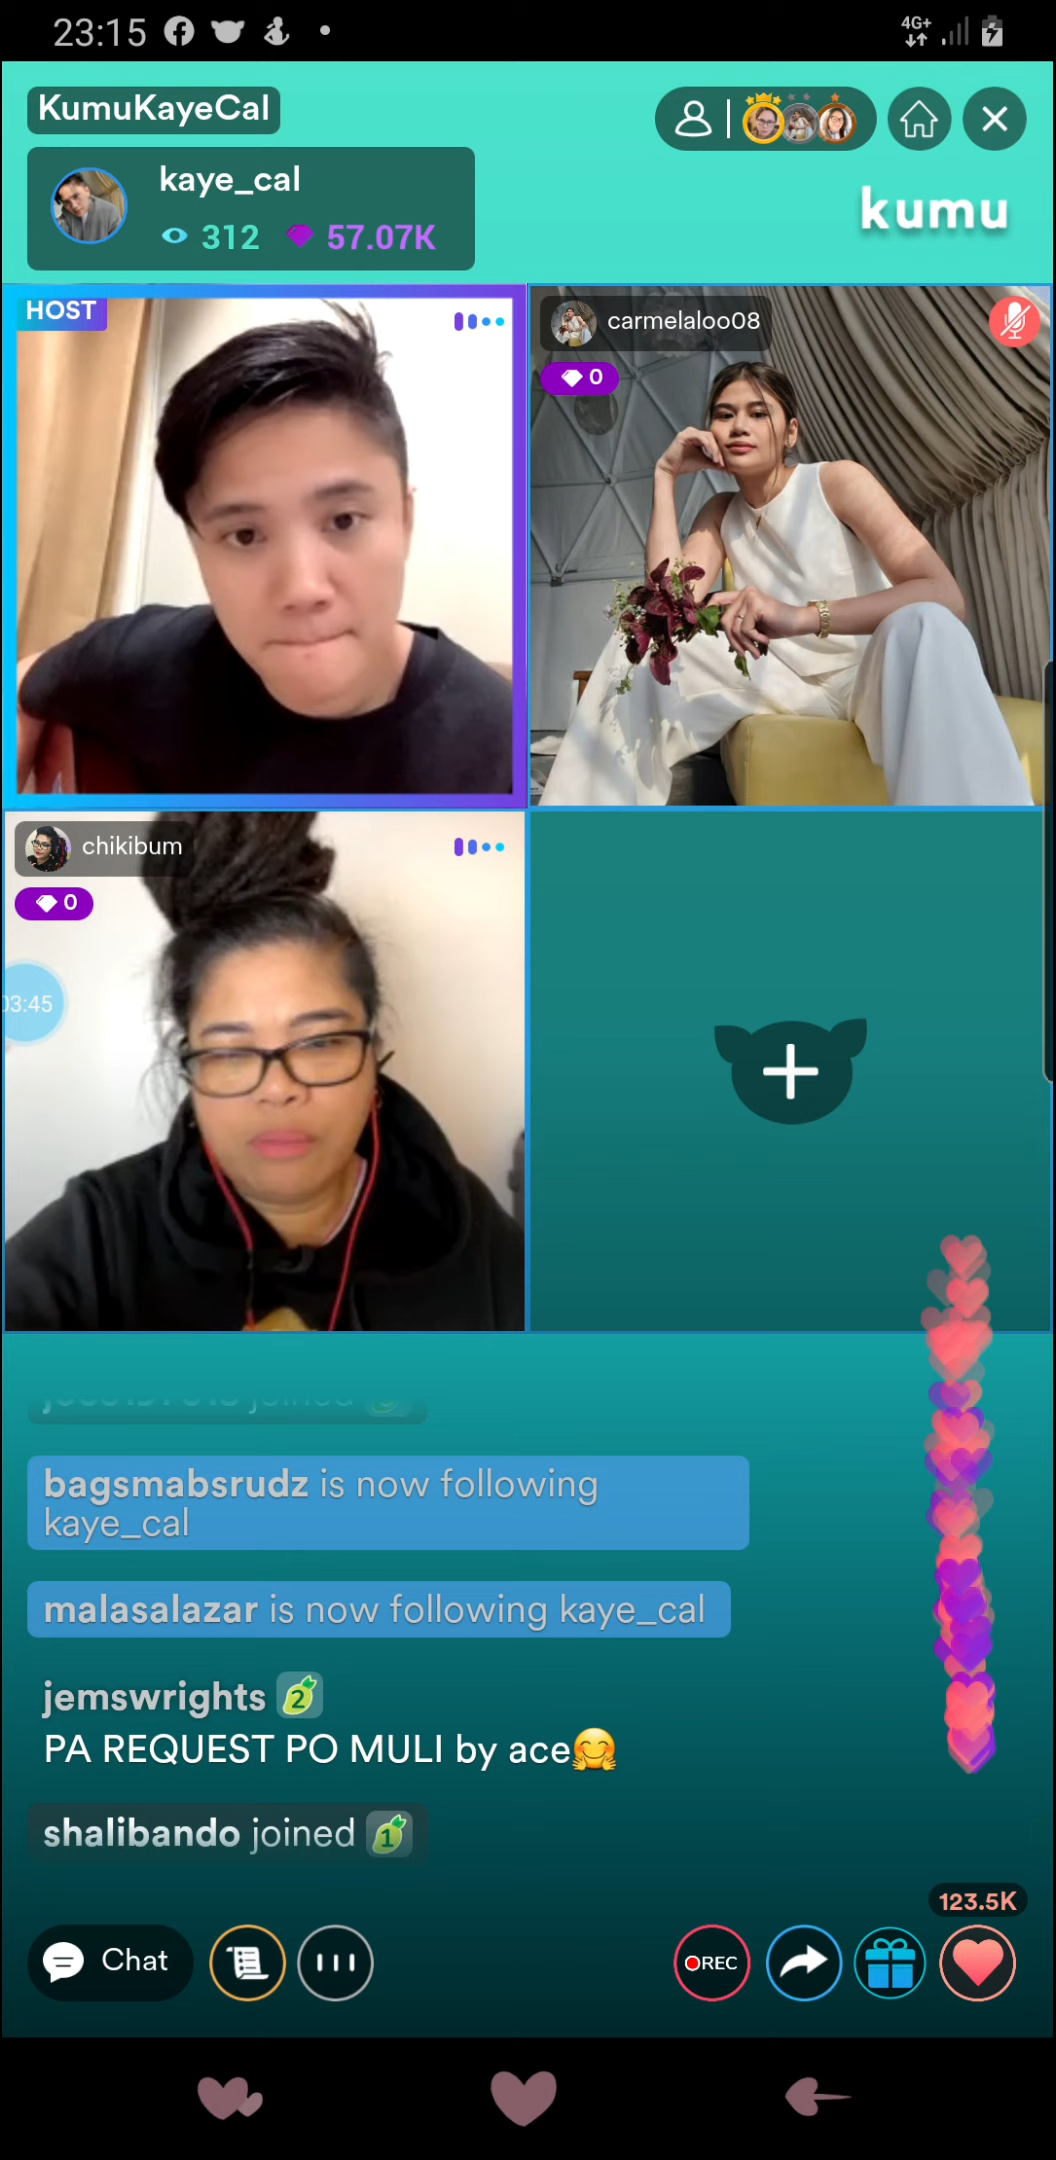 23:15
4G+
KumuKayeCal
kaye_cal
312 57.07K
kumu
HOST
carmelaloo08
0
chikibum
0
03:45
joined
bagsmabsrudz is now following
kaye_cal
malasalazar is now following kaye_cal
jemswrights 2
PA REQUEST PO MULI by ace🤗
shalibando joined 1
123.5K
Chat
REC